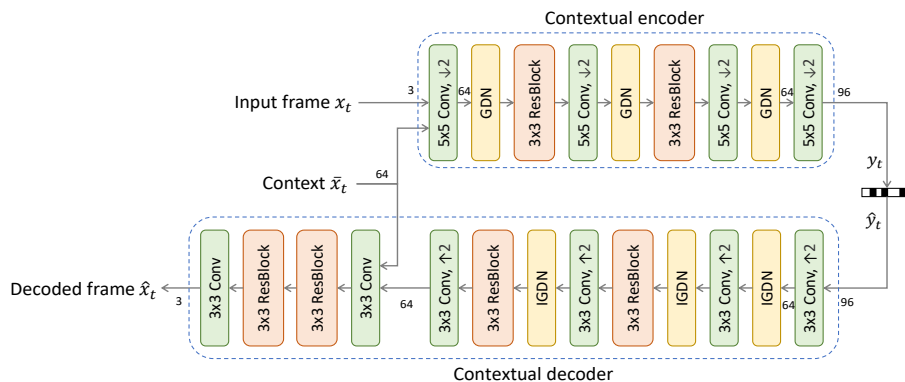 Contextual encoder
Input frame x_t
3
5x5 Conv, ↓2
64
GDN
3x3 ResBlock
5x5 Conv, ↓2
GDN
3x3 ResBlock
5x5 Conv, ↓2
GDN
64
5x5 Conv, ↓2
96
Context x̄_t
64
y_t
ŷ_t
Decoded frame x̂_t
3
3x3 Conv
3x3 ResBlock
3x3 ResBlock
3x3 Conv
64
3x3 Conv, ↑2
3x3 ResBlock
IGDN
3x3 Conv, ↑2
3x3 ResBlock
IGDN
3x3 Conv, ↑2
IGDN
64
3x3 Conv, ↑2
96
Contextual decoder